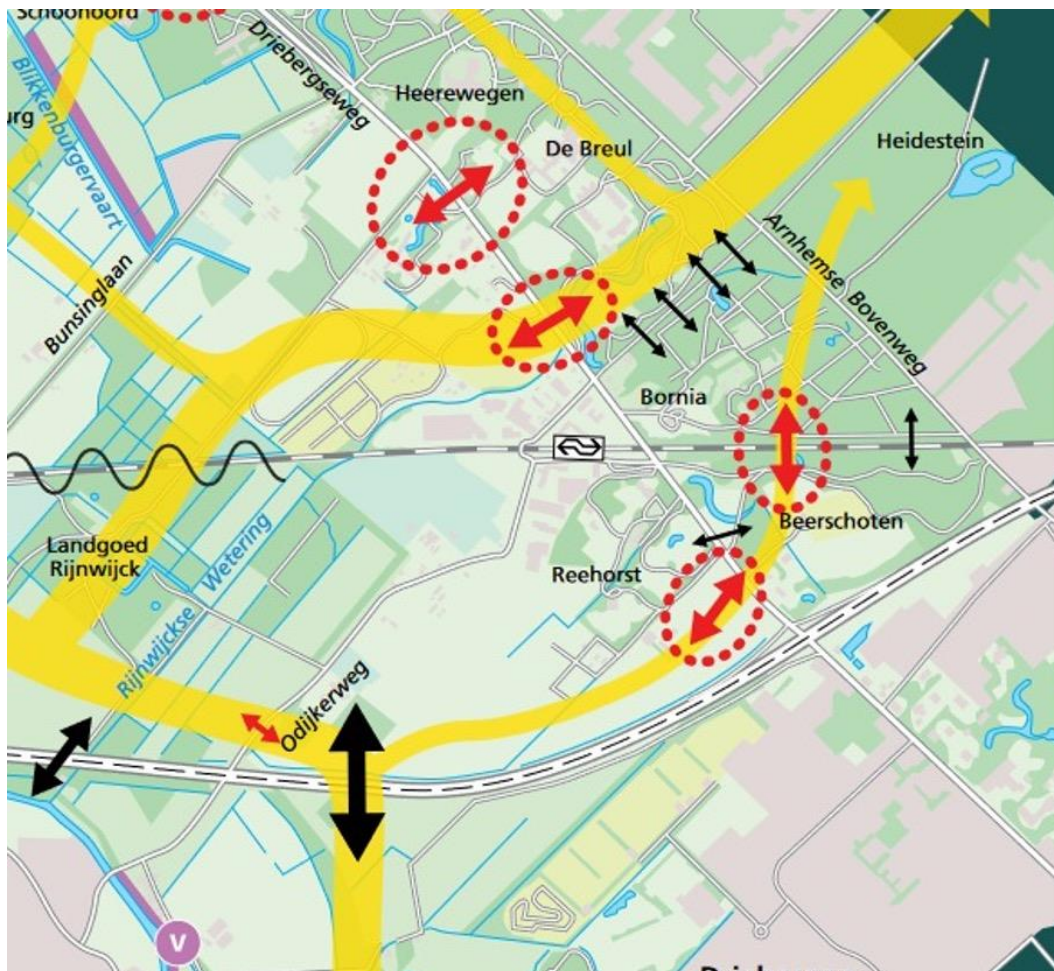 Schoonoord
Driebergseweg
Blikkenburgervaart
Heerewegen
De Breul
Heidestein
urg
Arnhemse Bovenweg
Bunsinglaan
Bornia
Beerschoten
Landgoed
Rijnwijck
Rijnwijckse Wetering
Reehorst
Odijkerweg
V